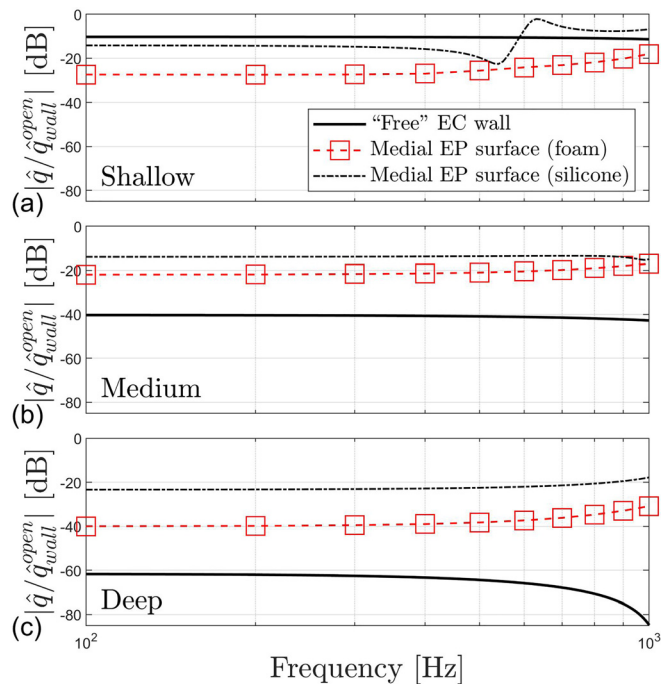 0
-20
-40
-60
-80
|q̂/q̂_wall^open| [dB]
"Free" EC wall
Medial EP surface (foam)
Medial EP surface (silicone)
Shallow
(a)
0
-20
-40
-60
-80
|q̂/q̂_wall^open| [dB]
Medium
(b)
0
-20
-40
-60
-80
|q̂/q̂_wall^open| [dB]
Deep
(c)
10^2
10^3
Frequency [Hz]